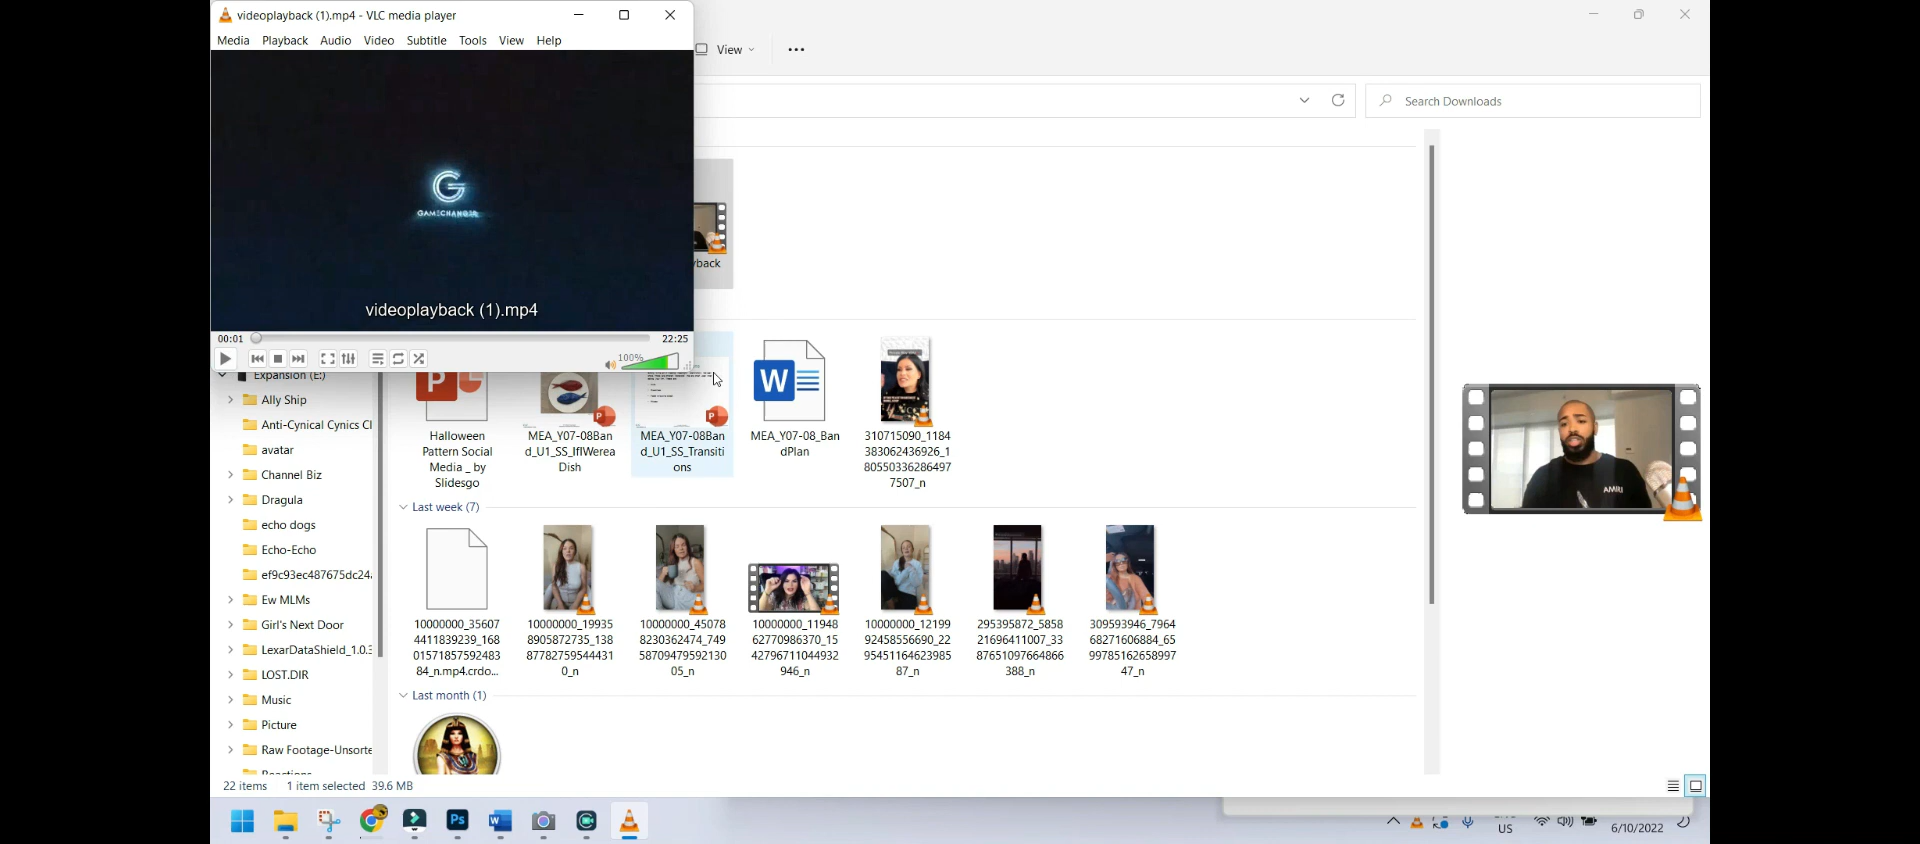 videoplayback (1).mp4 - VLC media player
Media Playback Audio Video Subtitle Tools View Help
View
Search Downloads
GAMECHANGER
videoplayback (1).mp4
00:01 22:25
100%
Expansion (E:)
Ally Ship
Anti-Cynical Cynics Cl
avatar
Channel Biz
Dragula
echo dogs
Echo-Echo
ef9c93ec487675dc24
Ew MLMs
Girl's Next Door
LexarDataShield_1.0.3
LOST.DIR
Music
Picture
Raw Footage-Unsorte
Reactions
yback
Halloween
Pattern Social
Media _ by
Slidesgo
MEA_Y07-08Ban
d_U1_SS_IfIWerea
Dish
MEA_Y07-08Ban
d_U1_SS_Transiti
ons
MEA_Y07-08_Ban
dPlan
310715090_1184
383062436926_1
80550336286497
7507_n
Last week (7)
10000000_35607
4411839239_168
01571857592483
84_n.mp4.crdo...
10000000_19935
8905872735_138
87782759544431
0_n
10000000_45078
8230362474_749
58709479592130
05_n
10000000_11948
62770986370_15
42796711044932
946_n
10000000_12199
92458556690_22
95451164623985
87_n
295395872_5858
21696411007_33
87651097664866
388_n
309593946_7964
68271606884_65
99785162658997
47_n
Last month (1)
AMIRI
22 items 1 item selected 39.6 MB
Ps
US
6/10/2022